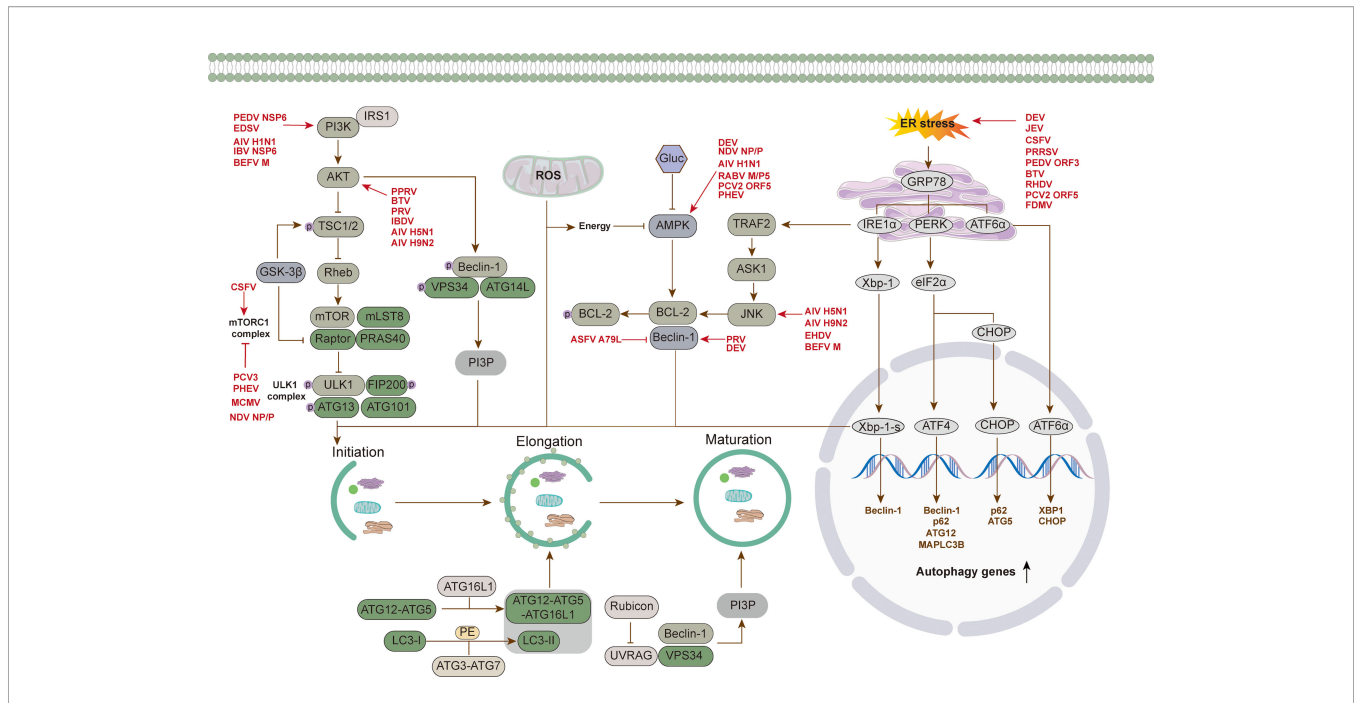 PEDV NSP6
EDSV
AIV H1N1
IBV NSP6
BEFV M
PI3K
IRS1
AKT
PPRV
BTV
PRV
IBDV
AIV H5N1
AIV H9N2
p
TSC1/2
GSK-3β
Rheb
CSFV
mTORC1
complex
mTOR
mLST8
Raptor
PRAS40
PCV3
PHEV
MCMV
NDV NP/P
ULK1
complex
p
ULK1
FIP200
p
p
ATG13
ATG101
p
Beclin-1
p
VPS34
ATG14L
PI3P
ROS
Energy
Gluc
DEV
NDV NP/P
AIV H1N1
RABV M/P5
PCV2 ORF5
PHEV
AMPK
TRAF2
ASK1
JNK
p
BCL-2
BCL-2
Beclin-1
ASFV A79L
PRV
DEV
AIV H5N1
AIV H9N2
EHDV
BEFV M
ER stress
DEV
JEV
CSFV
PRRSV
PEDV ORF3
BTV
RHDV
PCV2 ORF5
FDMV
GRP78
IRE1α
PERK
ATF6α
Xbp-1
eIF2α
CHOP
Xbp-1-s
ATF4
CHOP
ATF6α
Beclin-1
Beclin-1
p62
ATG12
MAPLC3B
p62
ATG5
XBP1
CHOP
Autophagy genes
Initiation
Elongation
Maturation
ATG16L1
ATG12-ATG5
ATG12-ATG5
-ATG16L1
LC3-I
PE
LC3-II
ATG3-ATG7
Rubicon
UVRAG
Beclin-1
VPS34
PI3P